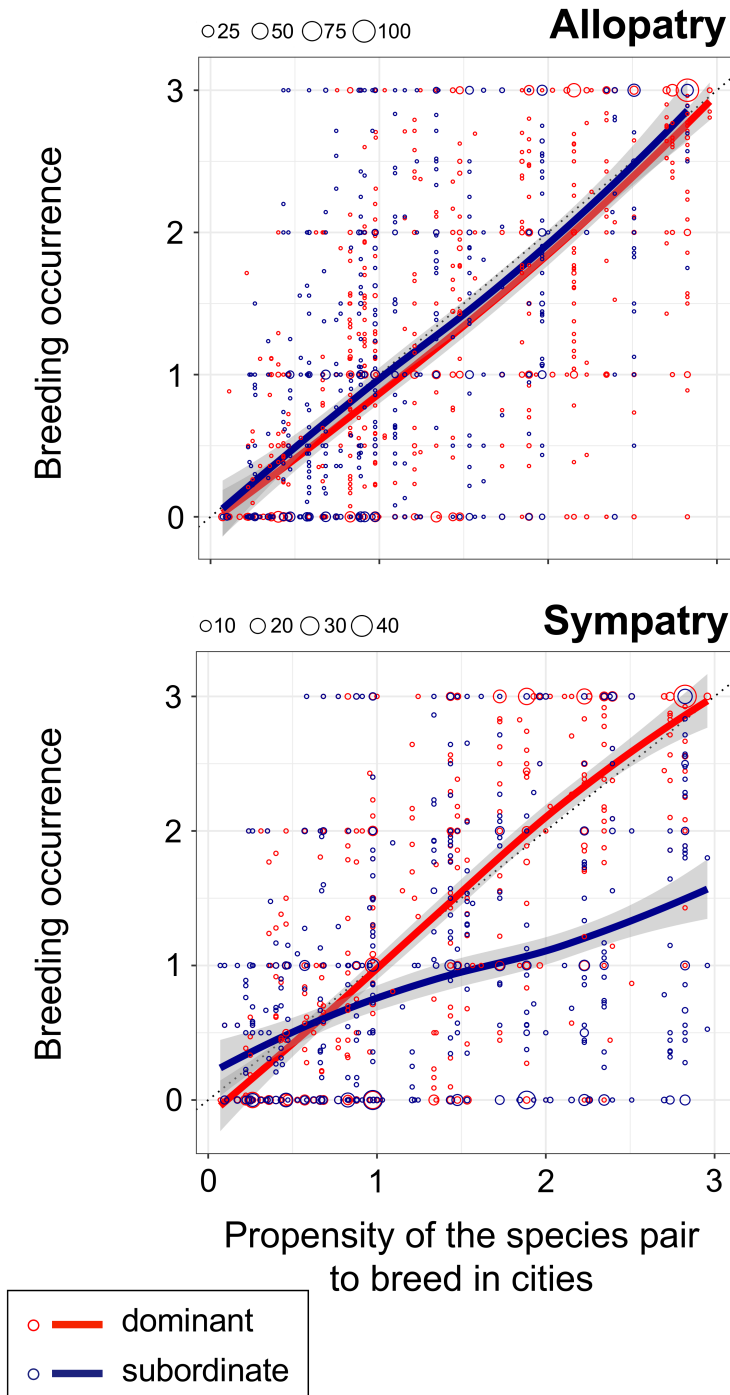 25 50 75 100 Allopatry
3
2
1
0
Breeding occurrence
10 20 30 40 Sympatry
3
2
1
0
Breeding occurrence
0 1 2 3
Propensity of the species pair
to breed in cities
dominant
subordinate